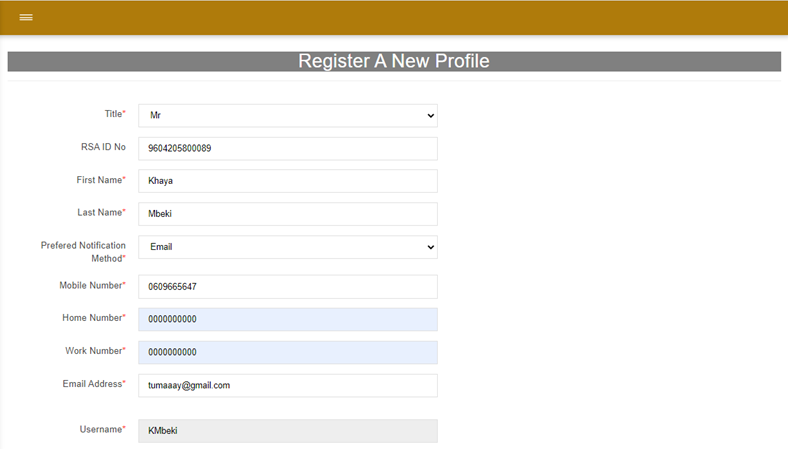 Register A New Profile
Title* Mr
RSA ID No 9604205800089
First Name* Khaya
Last Name* Mbeki
Prefered Notification
Method* Email
Mobile Number* 0609665647
Home Number* 0000000000
Work Number* 0000000000
Email Address* tumaaay@gmail.com
Username* KMbeki